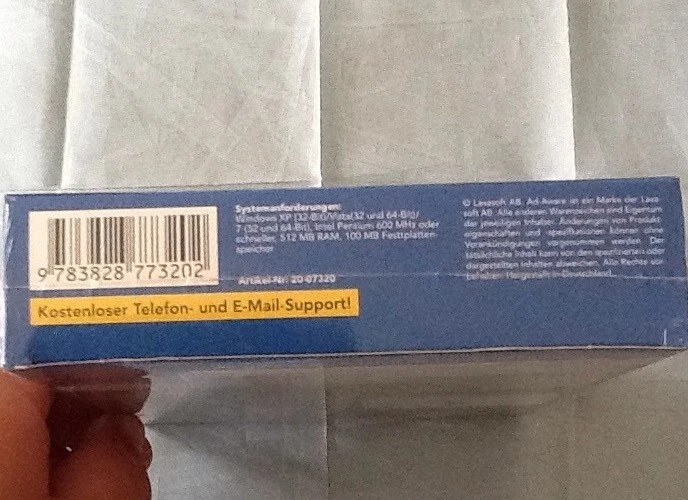 9 783828 773202
Systemanforderungen:
Windows XP (32-Bit)/Vista(32 und 64-Bit)/
7 (32 und 64-Bit), Intel Pentium 600 MHz oder
schneller, 512 MB RAM, 100 MB Festplatten-
speicher
Artikel-Nr: 20-07320
Kostenloser Telefon- und E-Mail-Support!
© Lavasoft AB. Ad-Aware ist ein Marke der Lava-
soft AB. Alle anderen Warenzeichen sind Eigentum
der jeweiligen Inhaber. Änderungen von Produkt-
eigenschaften und -spezifikationen können ohne
Vorankündigungen vorgenommen werden. Der
tatsächliche Inhalt kann von den
dargestellten Inhalten abweichen. Alle Rechte vor-
behalten. Hergestellt in Deutschland.